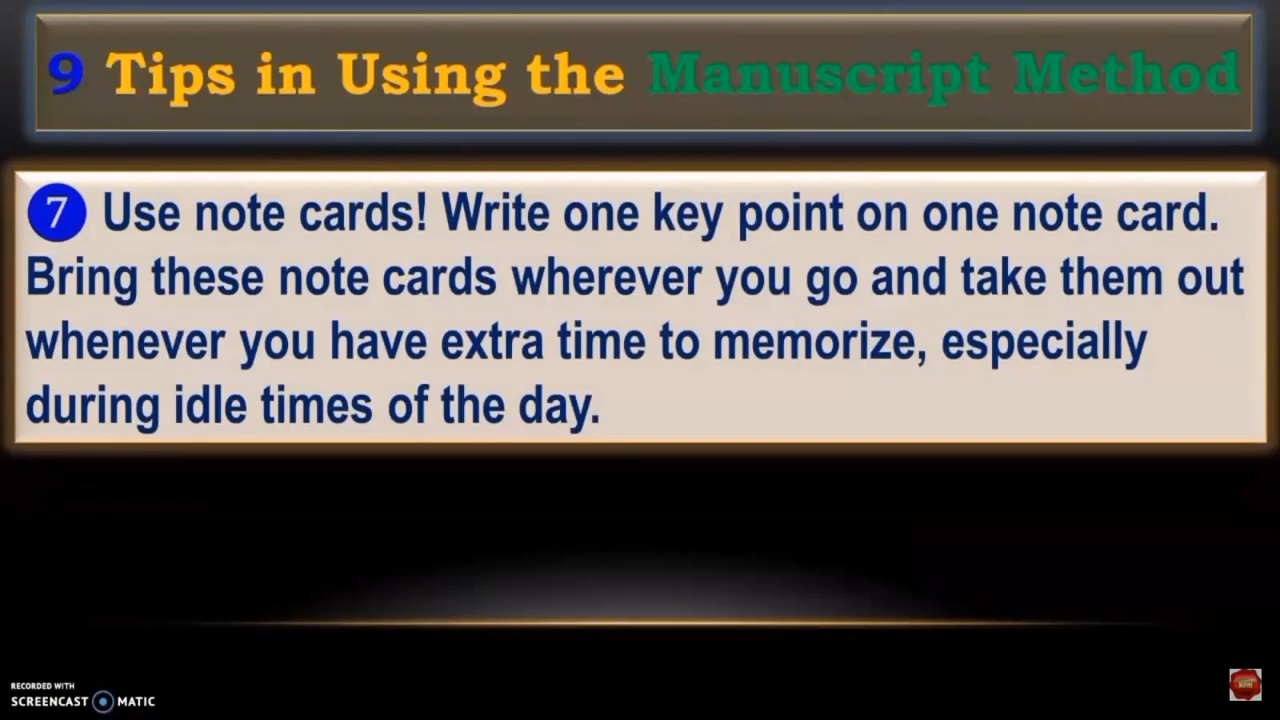 9 Tips in Using the Manuscript Method
7 Use note cards! Write one key point on one note card.
Bring these note cards wherever you go and take them out
whenever you have extra time to memorize, especially
during idle times of the day.
RECORDED WITH
SCREENCAST MATIC